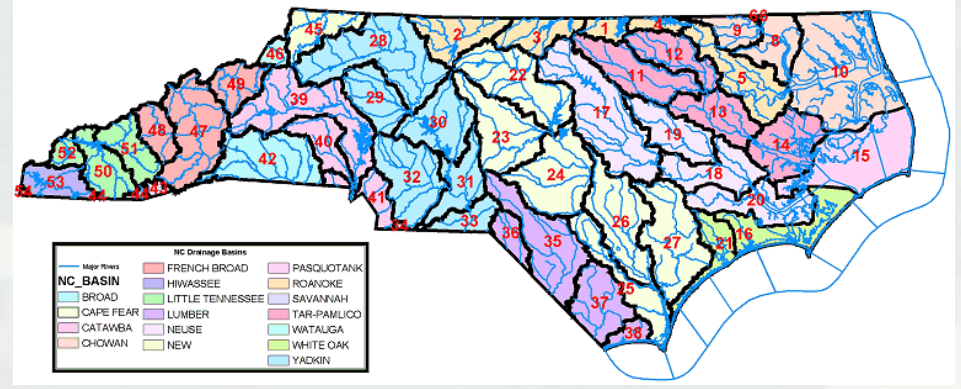 45 28 2 3 1 4 60 9 8
46 12
22 11 5 10
49 39 29 17
30 13
48 47 23 19 14
52 51 40 15
42 24 18
54 53 50 32 31 20
44 43 41 26
34 33 36 35 27 21 16
25
37
38
NC Drainage Basins
Major Rivers
NC_BASIN
BROAD
CAPE FEAR
CATAWBA
CHOWAN
FRENCH BROAD
HIWASSEE
LITTLE TENNESSEE
LUMBER
NEUSE
NEW
PASQUOTANK
ROANOKE
SAVANNAH
TAR-PAMLICO
WATAUGA
WHITE OAK
YADKIN